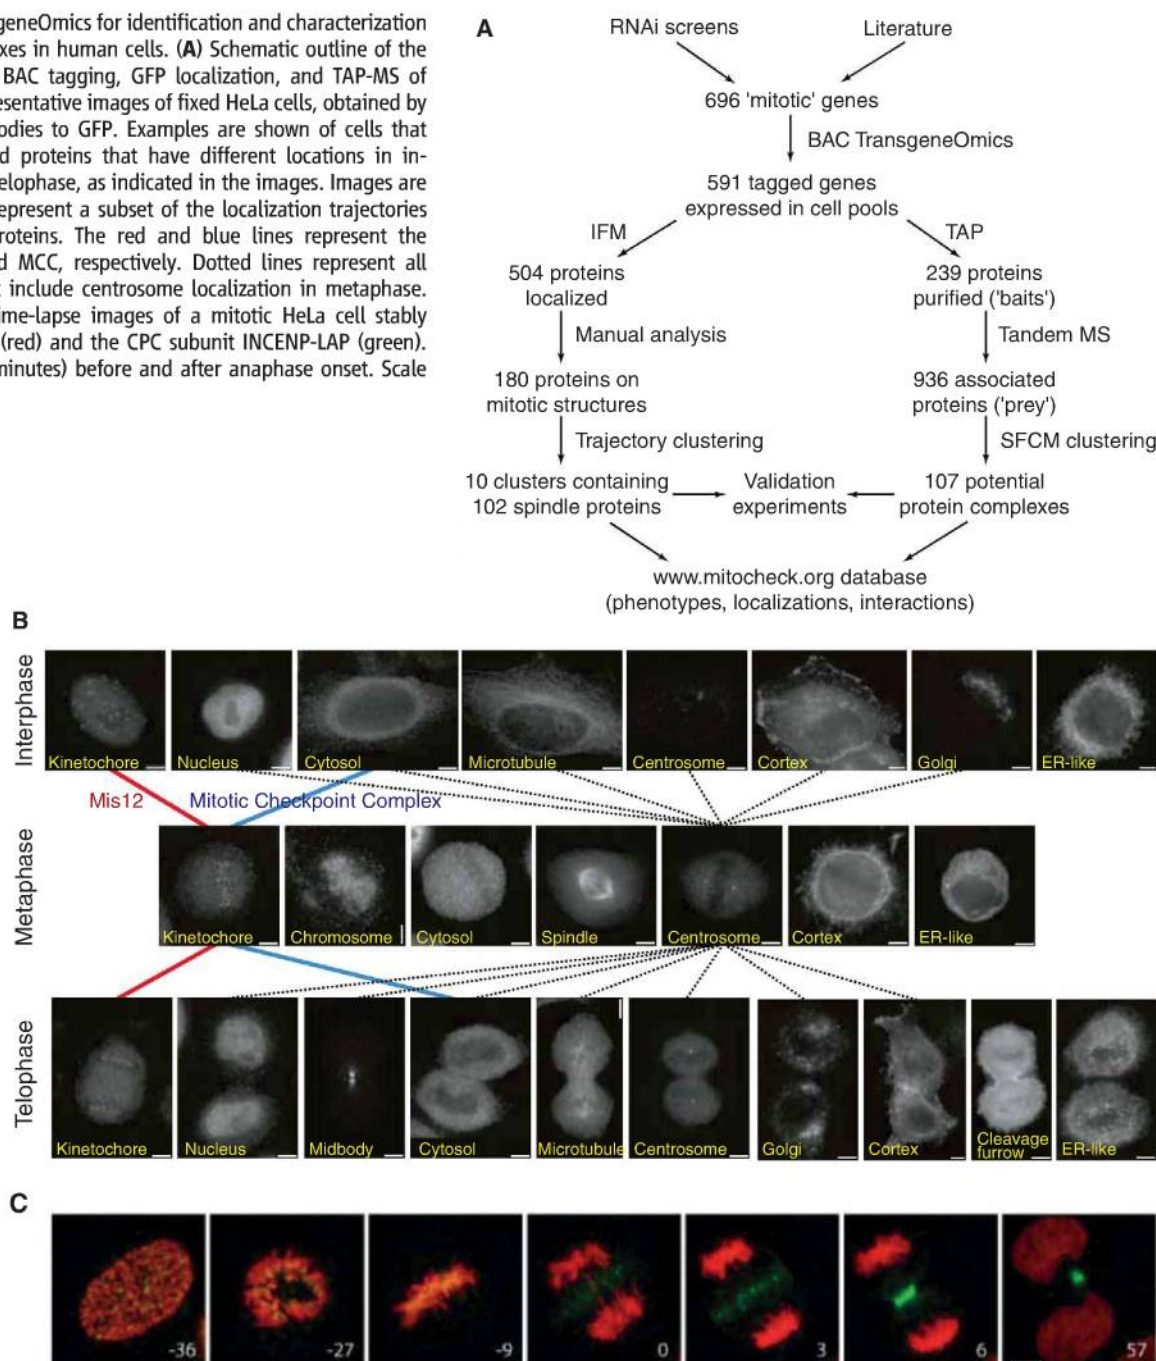 geneOmics for identification and characterization
xes in human cells. (A) Schematic outline of the
BAC tagging, GFP localization, and TAP-MS of
esentative images of fixed HeLa cells, obtained by
odies to GFP. Examples are shown of cells that
d proteins that have different locations in in-
elophase, as indicated in the images. Images are
epresent a subset of the localization trajectories
roteins. The red and blue lines represent the
d MCC, respectively. Dotted lines represent all
t include centrosome localization in metaphase.
ime-lapse images of a mitotic HeLa cell stably
(red) and the CPC subunit INCENP-LAP (green).
minutes) before and after anaphase onset. Scale
A
RNAi screens
Literature
696 'mitotic' genes
BAC TransgeneOmics
591 tagged genes
expressed in cell pools
IFM
TAP
504 proteins
localized
239 proteins
purified ('baits')
Manual analysis
Tandem MS
180 proteins on
mitotic structures
936 associated
proteins ('prey')
Trajectory clustering
SFCM clustering
10 clusters containing
102 spindle proteins
Validation
experiments
107 potential
protein complexes
www.mitocheck.org database
(phenotypes, localizations, interactions)
B
Interphase
Kinetochore
Nucleus
Cytosol
Microtubule
Centrosome
Cortex
Golgi
ER-like
Mis12
Mitotic Checkpoint Complex
Metaphase
Kinetochore
Chromosome
Cytosol
Spindle
Centrosome
Cortex
ER-like
Telophase
Kinetochore
Nucleus
Midbody
Cytosol
Microtubule
Centrosome
Golgi
Cortex
Cleavage
furrow
ER-like
C
-36
-27
-9
0
3
6
57